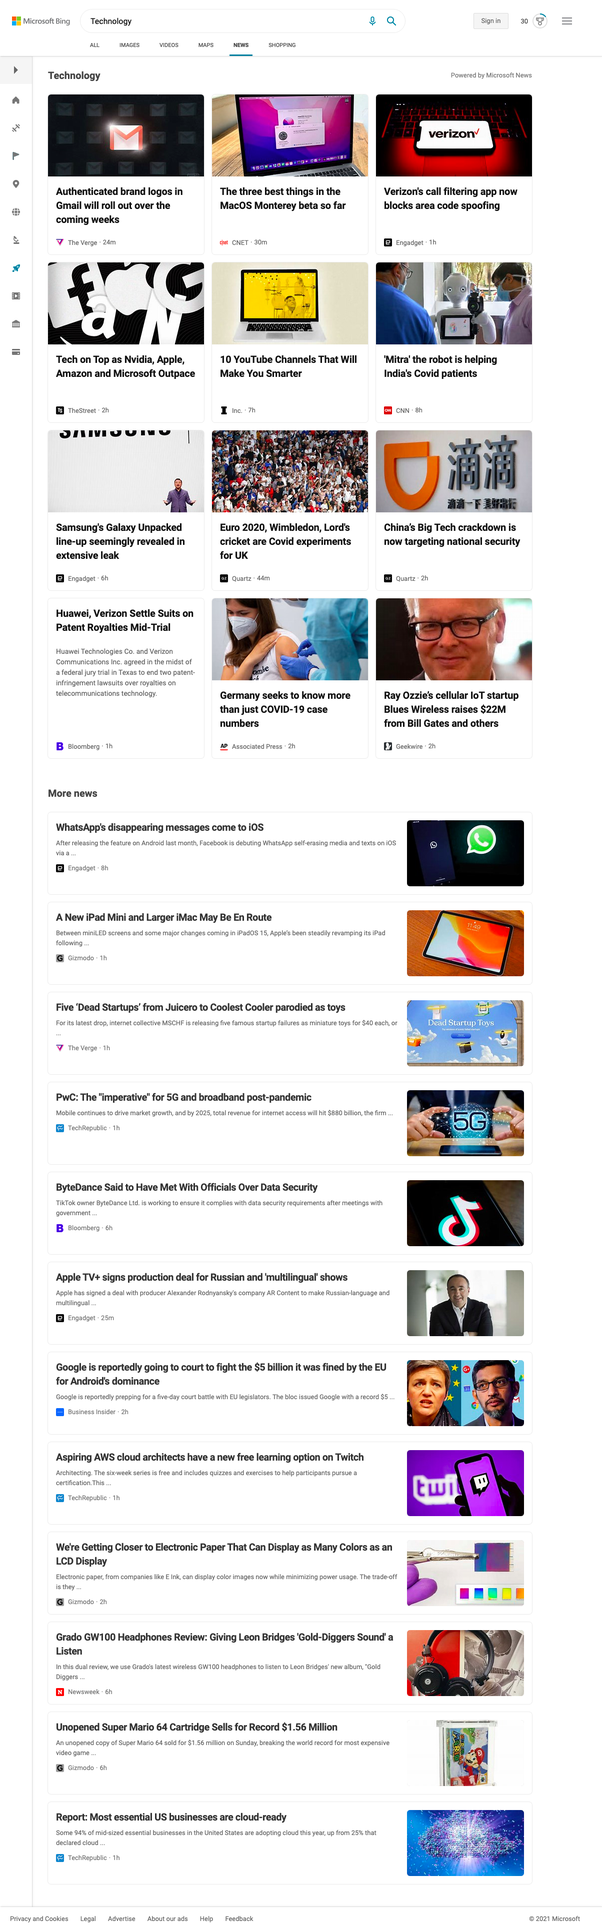 Microsoft Bing
Technology
Sign in
30
ALL
IMAGES
VIDEOS
MAPS
NEWS
SHOPPING
Technology
Powered by Microsoft News
verizon
Authenticated brand logos in
Gmail will roll out over the
coming weeks
The Verge · 24m
The three best things in the
MacOS Monterey beta so far
CNET · 30m
Verizon's call filtering app now
blocks area code spoofing
Engadget · 1h
Tech on Top as Nvidia, Apple,
Amazon and Microsoft Outpace
TheStreet · 2h
10 YouTube Channels That Will
Make You Smarter
Inc. · 7h
'Mitra' the robot is helping
India's Covid patients
CNN · 8h
SAMSUNG
滴滴
滴滴一下 美好出行
Samsung's Galaxy Unpacked
line-up seemingly revealed in
extensive leak
Engadget · 6h
Euro 2020, Wimbledon, Lord's
cricket are Covid experiments
for UK
Quartz · 44m
China's Big Tech crackdown is
now targeting national security
Quartz · 2h
Huawei, Verizon Settle Suits on
Patent Royalties Mid-Trial
Huawei Technologies Co. and Verizon
Communications Inc. agreed in the midst of
a federal jury trial in Texas to end two patent-
infringement lawsuits over royalties on
telecommunications technology.
Bloomberg · 1h
Germany seeks to know more
than just COVID-19 case
numbers
Associated Press · 2h
Ray Ozzie's cellular IoT startup
Blues Wireless raises $22M
from Bill Gates and others
Geekwire · 2h
More news
WhatsApp's disappearing messages come to iOS
After releasing the feature on Android last month, Facebook is debuting WhatsApp self-erasing media and texts on iOS
via a ...
Engadget · 8h
A New iPad Mini and Larger iMac May Be En Route
Between miniLED screens and some major changes coming in iPadOS 15, Apple's been steadily revamping its iPad
following ...
Gizmodo · 1h
Five 'Dead Startups' from Juicero to Coolest Cooler parodied as toys
For its latest drop, internet collective MSCHF is releasing five famous startup failures as miniature toys for $40 each, or
...
The Verge · 1h
Dead Startup Toys
PwC: The "imperative" for 5G and broadband post-pandemic
Mobile continues to drive market growth, and by 2025, total revenue for internet access will hit $880 billion, the firm ...
TechRepublic · 1h
5G
ByteDance Said to Have Met With Officials Over Data Security
TikTok owner ByteDance Ltd. is working to ensure it complies with data security requirements after meetings with
government ...
Bloomberg · 6h
Apple TV+ signs production deal for Russian and 'multilingual' shows
Apple has signed a deal with producer Alexander Rodnyansky's company AR Content to make Russian-language and
multilingual ...
Engadget · 25m
Google is reportedly going to court to fight the $5 billion it was fined by the EU
for Android's dominance
Google is reportedly prepping for a five-day court battle with EU legislators. The bloc issued Google with a record $5 ...
Business Insider · 2h
Aspiring AWS cloud architects have a new free learning option on Twitch
Architecting. The six-week series is free and includes quizzes and exercises to help participants pursue a
certification.This ...
TechRepublic · 1h
We're Getting Closer to Electronic Paper That Can Display as Many Colors as an
LCD Display
Electronic paper, from companies like E Ink, can display color images now while minimizing power usage. The trade-off
is they ...
Gizmodo · 2h
Grado GW100 Headphones Review: Giving Leon Bridges 'Gold-Diggers Sound' a
Listen
In this dual review, we use Grado's latest wireless GW100 headphones to listen to Leon Bridges' new album, "Gold
Diggers ...
Newsweek · 6h
Unopened Super Mario 64 Cartridge Sells for Record $1.56 Million
An unopened copy of Super Mario 64 sold for $1.56 million on Sunday, breaking the world record for most expensive
video game ...
Gizmodo · 6h
Report: Most essential US businesses are cloud-ready
Some 94% of mid-sized essential businesses in the United States are adopting cloud this year, up from 25% that
declared cloud ...
TechRepublic · 1h
Privacy and Cookies
Legal
Advertise
About our ads
Help
Feedback
© 2021 Microsoft